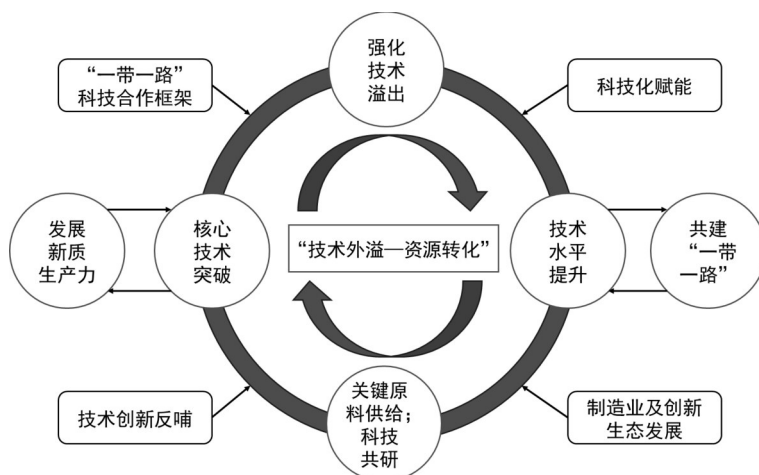 强化
技术
溢出
“一带一路”
科技合作框架
科技化赋能
发展
新质
生产力
核心
技术
突破
“技术外溢—资源转化”
技术
水平
提升
共建
“一带
一路”
技术创新反哺
关键原
料供给；
科技
共研
制造业及创新
生态发展